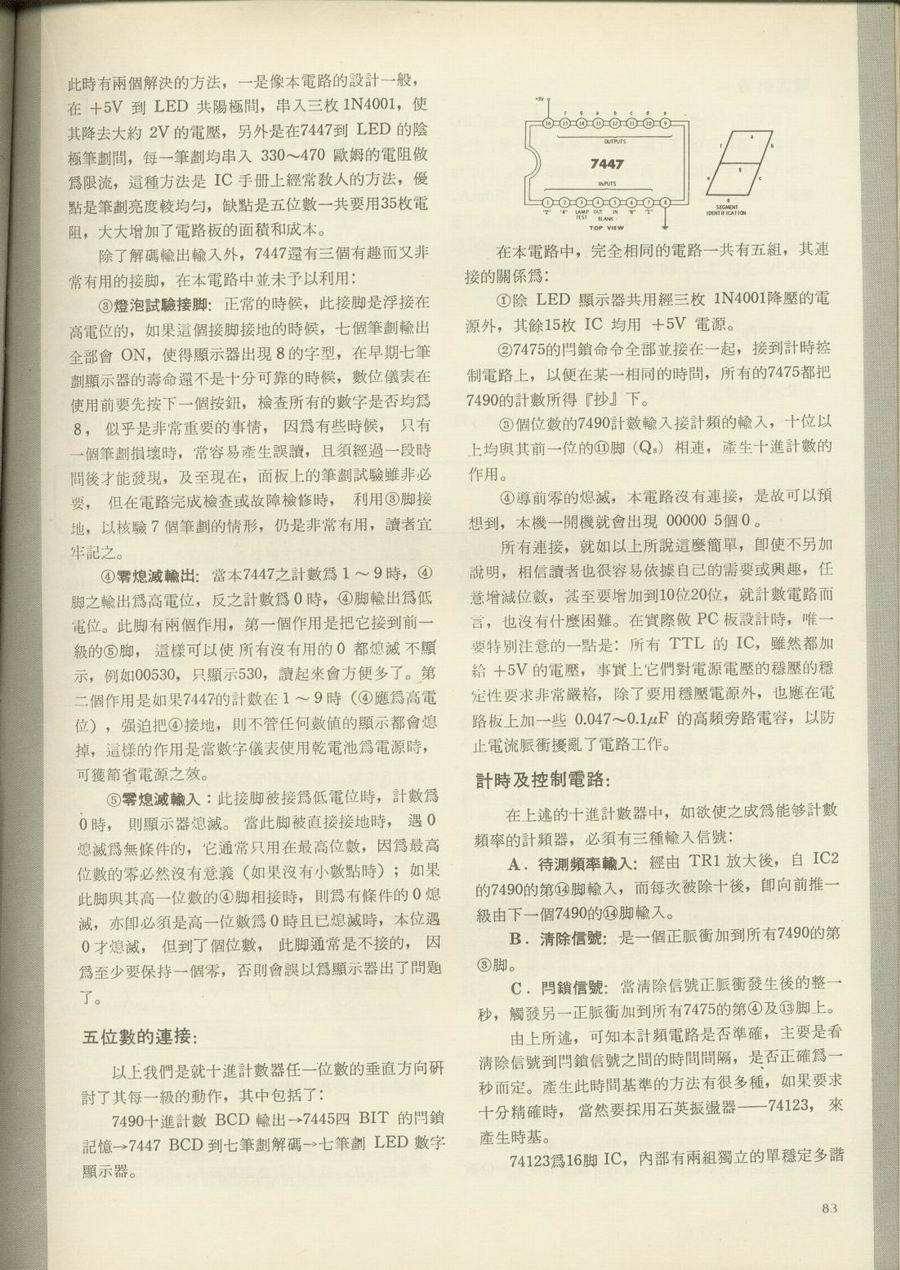 此時有兩個解決的方法，一是像本電路的設計一般，
在 +5V 到 LED 共陽極間，串入三枚 1N4001，使
其降去大約 2V 的電壓，另外是在7447到 LED 的陰
極筆劃間，每一筆劃均串入 330～470 歐姆的電阻做
爲限流，這種方法是 IC 手册上經常敎人的方法，優
點是筆劃亮度較均勻，缺點是五位數一共要用35枚電
阻，大大增加了電路板的面積和成本。
除了解碼輸出輸入外，7447還有三個有趣而又非
常有用的接脚，在本電路中並未予以利用：
③燈泡試驗接脚：正常的時候，此接脚是浮接在
高電位的，如果這個接脚接地的時候，七個筆劃輸出
全部會 ON，使得顯示器出現 8 的字型，在早期七筆
劃顯示器的壽命還不是十分可靠的時候，數位儀表在
使用前要先按下一個按鈕，檢查所有的數字是否均爲
8， 似乎是非常重要的事情， 因爲有些時候， 只有
一個筆劃損壞時，常容易產生誤讀，且須經過一段時
間後才能發現，及至現在，面板上的筆劃試驗雖非必
要， 但在電路完成檢查或故障檢修時， 利用③脚接
地，以核驗 7 個筆劃的情形，仍是非常有用，讀者宜
牢記之。
④零熄滅輸出：當本7447之計數爲 1 ～ 9 時，④
脚之輸出爲高電位，反之計數爲 0 時，④脚輸出爲低
電位。此脚有兩個作用，第一個作用是把它接到前一
級的⑤脚， 這樣可以使 所有沒有用的 0 都熄滅 不顯
示，例如00530，只顯示530，讀起來會方便多了。第
二個作用是如果7447的計數在 1 ～ 9 時（④應爲高電
位），强迫把④接地，則不管任何數値的顯示都會熄
掉，這樣的作用是當數字儀表使用乾電池爲電源時，
可獲節省電源之效。
⑤零熄滅輸入：此接脚被接爲低電位時，計數爲
0 時， 則顯示器熄滅。 當此脚被直接接地時， 遇 0
熄滅爲無條件的，它通常只用在最高位數，因爲最高
位數的零必然沒有意義（如果沒有小數點時）；如果
此脚與其高一位數的④脚相接時，則爲有條件的 0 熄
滅，亦卽必須是高一位數爲 0 時且已熄滅時，本位遇
0 才熄滅， 但到了個位數， 此脚通常是不接的， 因
爲至少要保持一個零，否則會誤以爲顯示器出了問題
了。
五位數的連接：
以上我們是就十進計數器任一位數的垂直方向硏
討了其每一級的動作，其中包括了：
7490十進計數 BCD 輸出→7445四 BIT 的閂鎖
記憶→7447 BCD 到七筆劃解碼→七筆劃 LED 數字
顯示器。
+5V
f g a b c d e
16 15 14 13 12 11 10 9
OUTPUTS
7447
INPUTS
1 2 3 4 5 6 7 8
LAMP TEST
OUT IN
BLANK
TOP VIEW
a
f b
g
e c
d
SEGMENT
IDENTIFICATION
在本電路中，完全相同的電路一共有五組，其連
接的關係爲：
①除 LED 顯示器共用經三枚 1N4001降壓的電
源外，其餘15枚 IC 均用 +5V 電源。
②7475的閂鎖命令全部並接在一起，接到計時控
制電路上，以便在某一相同的時間，所有的7475都把
7490的計數所得『抄』下。
③個位數的7490計數輸入接計頻的輸入，十位以
上均與其前一位的⑪脚 相連，產生十進計數的
作用。
④導前零的熄滅，本電路沒有連接，是故可以預
想到，本機一開機就會出現 00000 5個 0 。
所有連接，就如以上所說這麼簡單，卽使不另加
說明，相信讀者也很容易依據自己的需要或興趣，任
意增減位數，甚至要增加到10位20位，就計數電路而
言，也沒有什麼困難。在實際做 PC 板設計時，唯一
要特別注意的一點是：所有 TTL 的 IC，雖然都加
給 +5V 的電壓，事實上它們對電源電壓的穩壓的穩
定性要求非常嚴格，除了要用穩壓電源外，也應在電
路板上加一些 0.047～0.1μF 的高頻旁路電容，以防
止電流脈衝擾亂了電路工作。
計時及控制電路：
在上述的十進計數器中，如欲使之成爲能够計數
頻率的計頻器，必須有三種輸入信號：
A．待測頻率輸入：經由 TR1 放大後，自 IC2
的7490的第⑭脚輸入，而每次被除十後，卽向前推一
級由下一個7490的⑭脚輸入。
B．淸除信號：是一個正脈衝加到所有7490的第
③脚。
C．閂鎖信號：當淸除信號正脈衝發生後的整一
秒，觸發另一正脈衝加到所有7475的第④及⑬脚上。
由上所述，可知本計頻電路是否準確，主要是看
淸除信號到閂鎖信號之間的時間間隔，是否正確爲一
秒而定。產生此時間基準的方法有很多種，如果要求
十分精確時， 當然要採用石英振盪器——74123， 來
產生時基。
74123爲16脚 IC，內部有兩組獨立的單穩定多諧
83